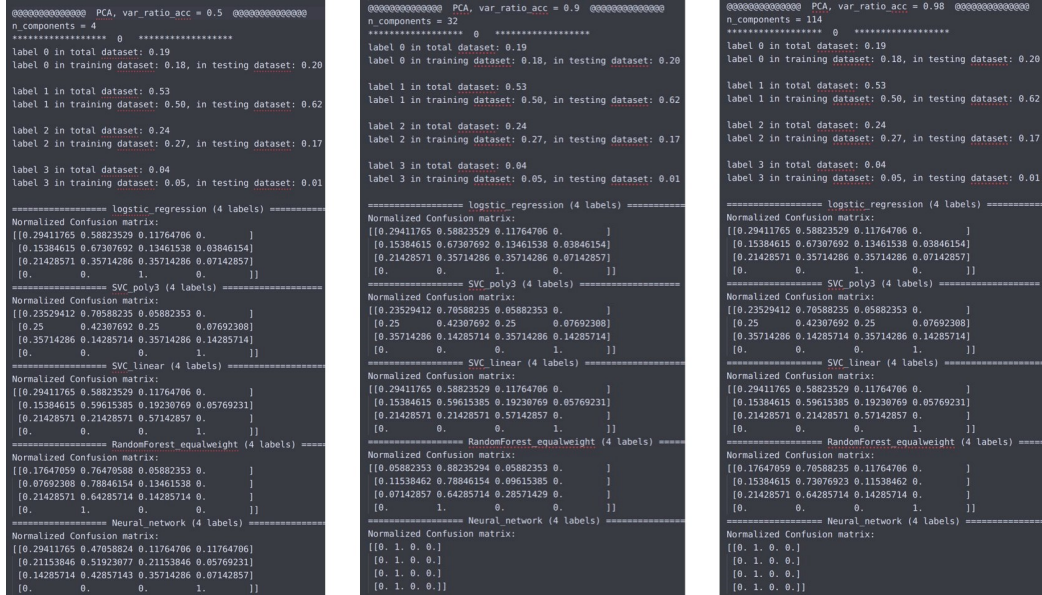 @@@@@@@@@@@@@@ PCA, var_ratio_acc = 0.5 @@@@@@@@@@@@@@
n_components = 4
****************** 0 ******************
label 0 in total dataset: 0.19
label 0 in training dataset: 0.18, in testing dataset: 0.20
label 1 in total dataset: 0.53
label 1 in training dataset: 0.50, in testing dataset: 0.62
label 2 in total dataset: 0.24
label 2 in training dataset: 0.27, in testing dataset: 0.17
label 3 in total dataset: 0.04
label 3 in training dataset: 0.05, in testing dataset: 0.01
================== logstic_regression (4 labels) ===========
Normalized Confusion matrix:
[[0.29411765 0.58823529 0.11764706 0. ]
[0.15384615 0.67307692 0.13461538 0.03846154]
[0.21428571 0.35714286 0.35714286 0.07142857]
[0. 0. 1. 0. ]]
================== SVC_poly3 (4 labels) ===================
Normalized Confusion matrix:
[[0.23529412 0.70588235 0.05882353 0. ]
[0.25 0.42307692 0.25 0.07692308]
[0.35714286 0.14285714 0.35714286 0.14285714]
[0. 0. 0. 1. ]]
================== SVC_linear (4 labels) ==================
Normalized Confusion matrix:
[[0.29411765 0.58823529 0.11764706 0. ]
[0.15384615 0.59615385 0.19230769 0.05769231]
[0.21428571 0.21428571 0.57142857 0. ]
[0. 0. 0. 1. ]]
================== RandomForest_equalweight (4 labels) =====
Normalized Confusion matrix:
[[0.17647059 0.76470588 0.05882353 0. ]
[0.07692308 0.78846154 0.13461538 0. ]
[0.21428571 0.64285714 0.14285714 0. ]
[0. 1. 0. 0. ]]
================== Neural_network (4 labels) ===============
Normalized Confusion matrix:
[[0.29411765 0.47058824 0.11764706 0.11764706]
[0.21153846 0.51923077 0.21153846 0.05769231]
[0.14285714 0.42857143 0.35714286 0.07142857]
[0. 0. 0. 1. ]]
@@@@@@@@@@@@@@ PCA, var_ratio_acc = 0.9 @@@@@@@@@@@@@@
n_components = 32
****************** 0 ******************
label 0 in total dataset: 0.19
label 0 in training dataset: 0.18, in testing dataset: 0.20
label 1 in total dataset: 0.53
label 1 in training dataset: 0.50, in testing dataset: 0.62
label 2 in total dataset: 0.24
label 2 in training dataset: 0.27, in testing dataset: 0.17
label 3 in total dataset: 0.04
label 3 in training dataset: 0.05, in testing dataset: 0.01
================== logstic_regression (4 labels) ===========
Normalized Confusion matrix:
[[0.29411765 0.58823529 0.11764706 0. ]
[0.15384615 0.67307692 0.13461538 0.03846154]
[0.21428571 0.35714286 0.35714286 0.07142857]
[0. 0. 1. 0. ]]
================== SVC_poly3 (4 labels) ===================
Normalized Confusion matrix:
[[0.23529412 0.70588235 0.05882353 0. ]
[0.25 0.42307692 0.25 0.07692308]
[0.35714286 0.14285714 0.35714286 0.14285714]
[0. 0. 0. 1. ]]
================== SVC_linear (4 labels) ==================
Normalized Confusion matrix:
[[0.29411765 0.58823529 0.11764706 0. ]
[0.15384615 0.59615385 0.19230769 0.05769231]
[0.21428571 0.21428571 0.57142857 0. ]
[0. 0. 0. 1. ]]
================== RandomForest_equalweight (4 labels) =====
Normalized Confusion matrix:
[[0.05882353 0.88235294 0.05882353 0. ]
[0.11538462 0.78846154 0.09615385 0. ]
[0.07142857 0.64285714 0.28571429 0. ]
[0. 1. 0. 0. ]]
================== Neural_network (4 labels) ===============
Normalized Confusion matrix:
[[0. 1. 0. 0.]
[0. 1. 0. 0.]
[0. 1. 0. 0.]
[0. 1. 0. 0.]]
@@@@@@@@@@@@@@ PCA, var_ratio_acc = 0.98 @@@@@@@@@@@@@@
n_components = 114
****************** 0 ******************
label 0 in total dataset: 0.19
label 0 in training dataset: 0.18, in testing dataset: 0.20
label 1 in total dataset: 0.53
label 1 in training dataset: 0.50, in testing dataset: 0.62
label 2 in total dataset: 0.24
label 2 in training dataset: 0.27, in testing dataset: 0.17
label 3 in total dataset: 0.04
label 3 in training dataset: 0.05, in testing dataset: 0.01
================== logstic_regression (4 labels) ===========
Normalized Confusion matrix:
[[0.29411765 0.58823529 0.11764706 0. ]
[0.15384615 0.67307692 0.13461538 0.03846154]
[0.21428571 0.35714286 0.35714286 0.07142857]
[0. 0. 1. 0. ]]
================== SVC_poly3 (4 labels) ===================
Normalized Confusion matrix:
[[0.23529412 0.70588235 0.05882353 0. ]
[0.25 0.42307692 0.25 0.07692308]
[0.35714286 0.14285714 0.35714286 0.14285714]
[0. 0. 0. 1. ]]
================== SVC_linear (4 labels) ==================
Normalized Confusion matrix:
[[0.29411765 0.58823529 0.11764706 0. ]
[0.15384615 0.59615385 0.19230769 0.05769231]
[0.21428571 0.21428571 0.57142857 0. ]
[0. 0. 0. 1. ]]
================== RandomForest_equalweight (4 labels) =====
Normalized Confusion matrix:
[[0.17647059 0.70588235 0.11764706 0. ]
[0.15384615 0.73076923 0.11538462 0. ]
[0.21428571 0.64285714 0.14285714 0. ]
[0. 0. 0. 1. ]]
================== Neural_network (4 labels) ===============
Normalized Confusion matrix:
[[0. 1. 0. 0.]
[0. 1. 0. 0.]
[0. 1. 0. 0.]
[0. 1. 0. 0.]]